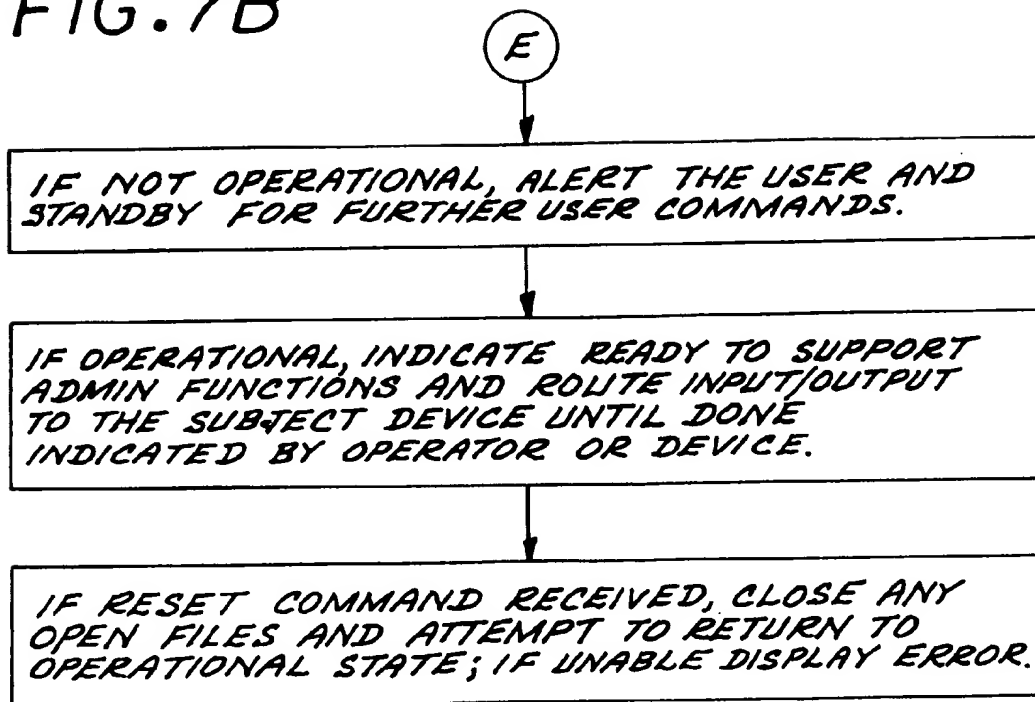 FIG. 7B
E
IF NOT OPERATIONAL, ALERT THE USER AND
STANDBY FOR FURTHER USER COMMANDS.
IF OPERATIONAL, INDICATE READY TO SUPPORT
ADMIN FUNCTIONS AND ROUTE INPUT/OUTPUT
TO THE SUBJECT DEVICE UNTIL DONE
INDICATED BY OPERATOR OR DEVICE.
IF RESET COMMAND RECEIVED, CLOSE ANY
OPEN FILES AND ATTEMPT TO RETURN TO
OPERATIONAL STATE; IF UNABLE DISPLAY ERROR.